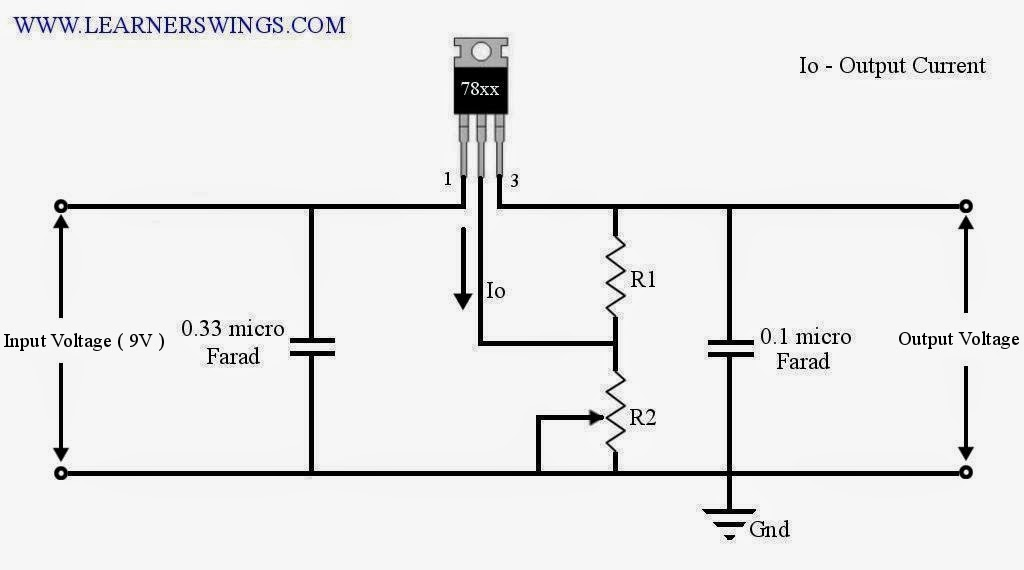 WWW.LEARNERSWINGS.COM
Io - Output Current
78xx
1
3
Io
R1
Input Voltage ( 9V )
0.33 micro
Farad
0.1 micro
Farad
Output Voltage
R2
Gnd